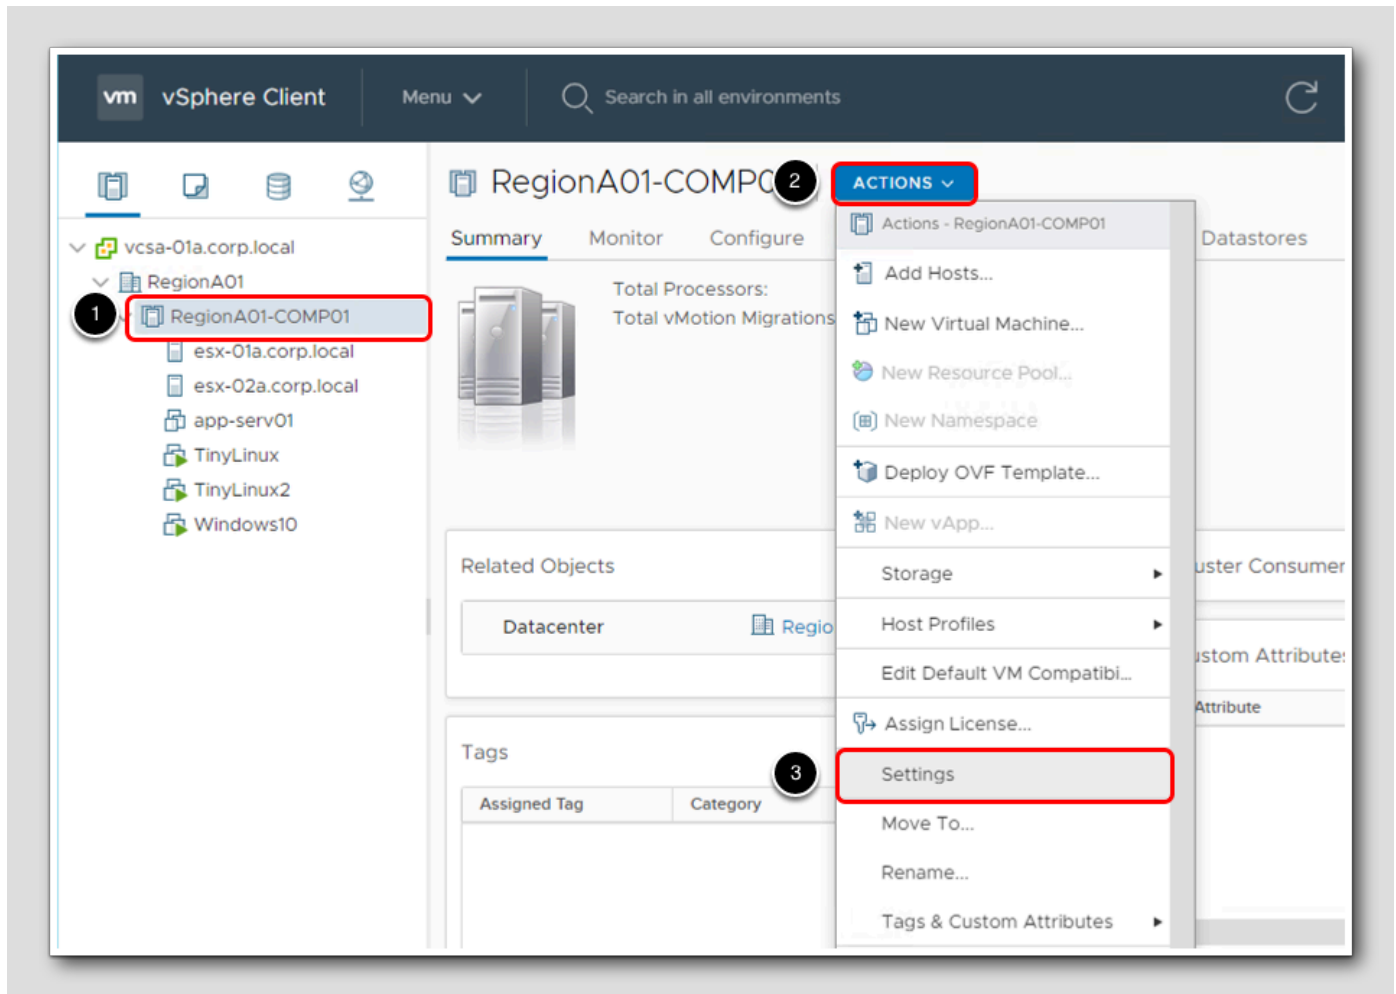 vm vSphere Client Menu Search in all environments
RegionA01-COMP0 2 ACTIONS
Summary Monitor Configure Datastores
vcsa-01a.corp.local
RegionA01
1 RegionA01-COMP01
esx-01a.corp.local
esx-02a.corp.local
app-serv01
TinyLinux
TinyLinux2
Windows10
Total Processors:
Total vMotion Migrations
Related Objects
Datacenter Regio
Tags
Assigned Tag Category
Actions - RegionA01-COMP01
Add Hosts...
New Virtual Machine...
New Resource Pool...
New Namespace
Deploy OVF Template...
New vApp...
Storage
Host Profiles
Edit Default VM Compatibi...
Assign License...
3 Settings
Move To...
Rename...
Tags & Custom Attributes
uster Consumer
ustom Attributes
Attribute